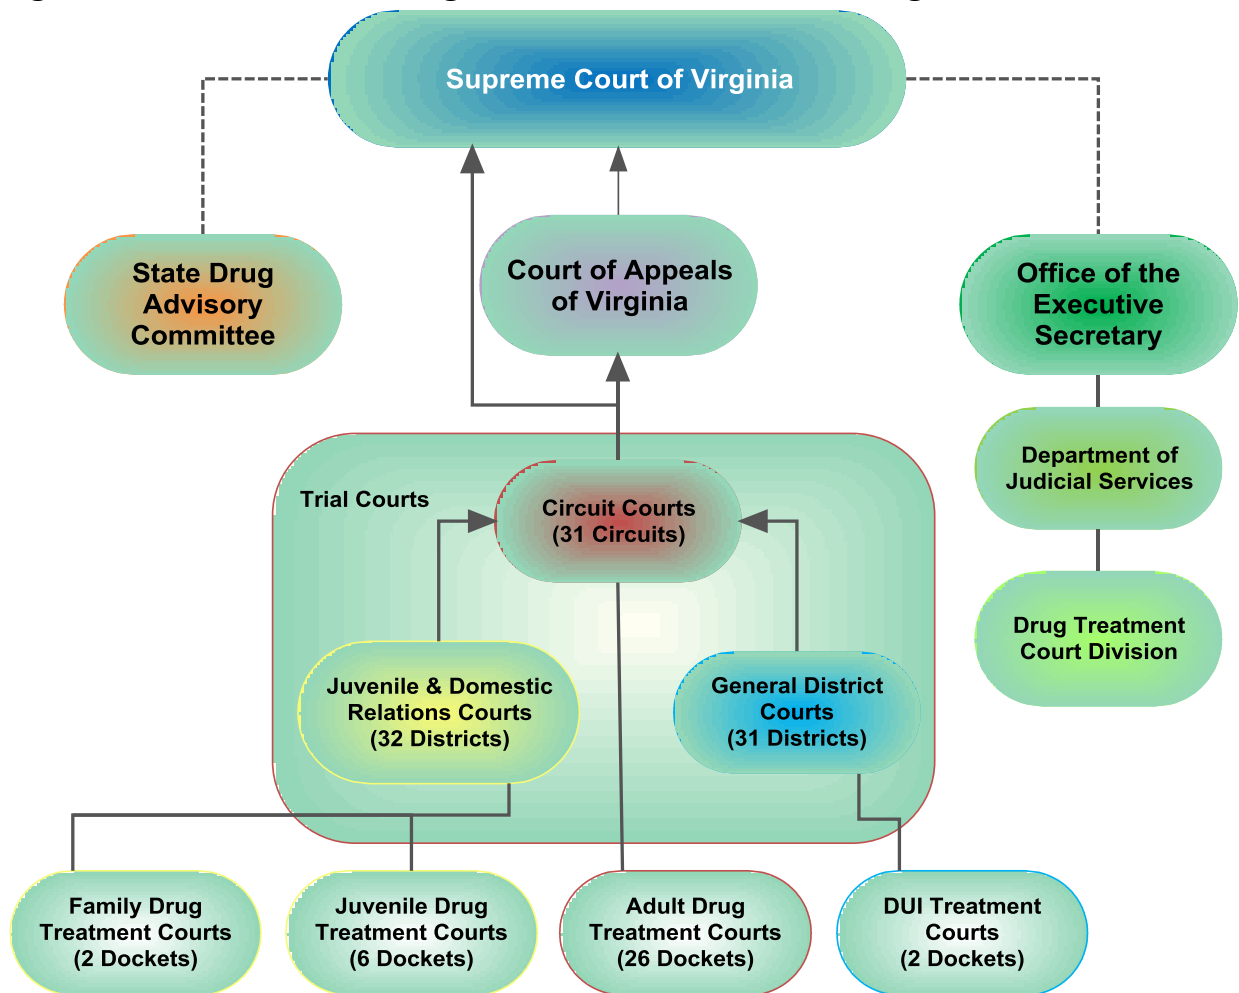 Supreme Court of Virginia
State Drug
Advisory
Committee
Court of Appeals
of Virginia
Office of the
Executive
Secretary
Department of
Judicial Services
Drug Treatment
Court Division
Trial Courts
Circuit Courts
(31 Circuits)
Juvenile & Domestic
Relations Courts
(32 Districts)
General District
Courts
(31 Districts)
Family Drug
Treatment Courts
(2 Dockets)
Juvenile Drug
Treatment Courts
(6 Dockets)
Adult Drug
Treatment Courts
(26 Dockets)
DUI Treatment
Courts
(2 Dockets)